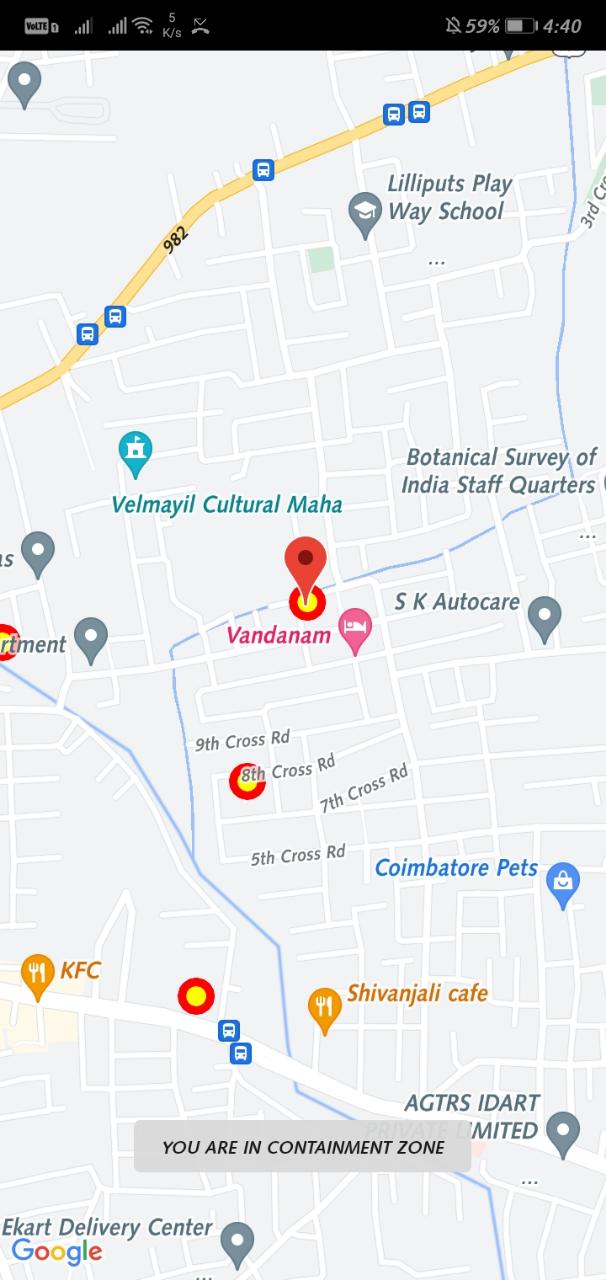 VoLTE 1
5
K/s
59%
4:40
Lilliputs Play
Way School
982
3rd Cro
...
Botanical Survey of
India Staff Quarters
...
Velmayil Cultural Maha
as
S K Autocare
Vandanam
rtment
9th Cross Rd
8th Cross Rd
7th Cross Rd
5th Cross Rd
Coimbatore Pets
KFC
Shivanjali cafe
AGTRS IDART
PRIVATE LIMITED
YOU ARE IN CONTAINMENT ZONE
...
Ekart Delivery Center
Google
...